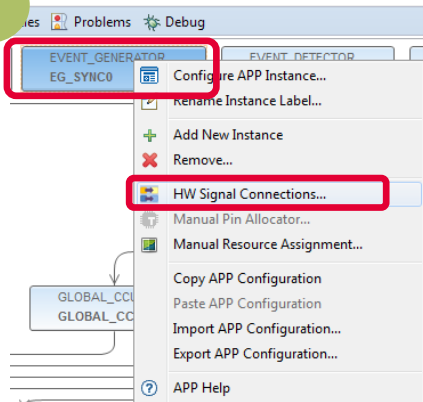 Problems Debug
EVENT_GENERATOR
EG_SYNC0
EVENT_DETECTOR
Configure APP Instance...
Rename Instance Label...
Add New Instance
Remove...
HW Signal Connections...
Manual Pin Allocator...
Manual Resource Assignment...
Copy APP Configuration
Paste APP Configuration
Import APP Configuration...
Export APP Configuration...
APP Help
GLOBAL_CCU
GLOBAL_CC